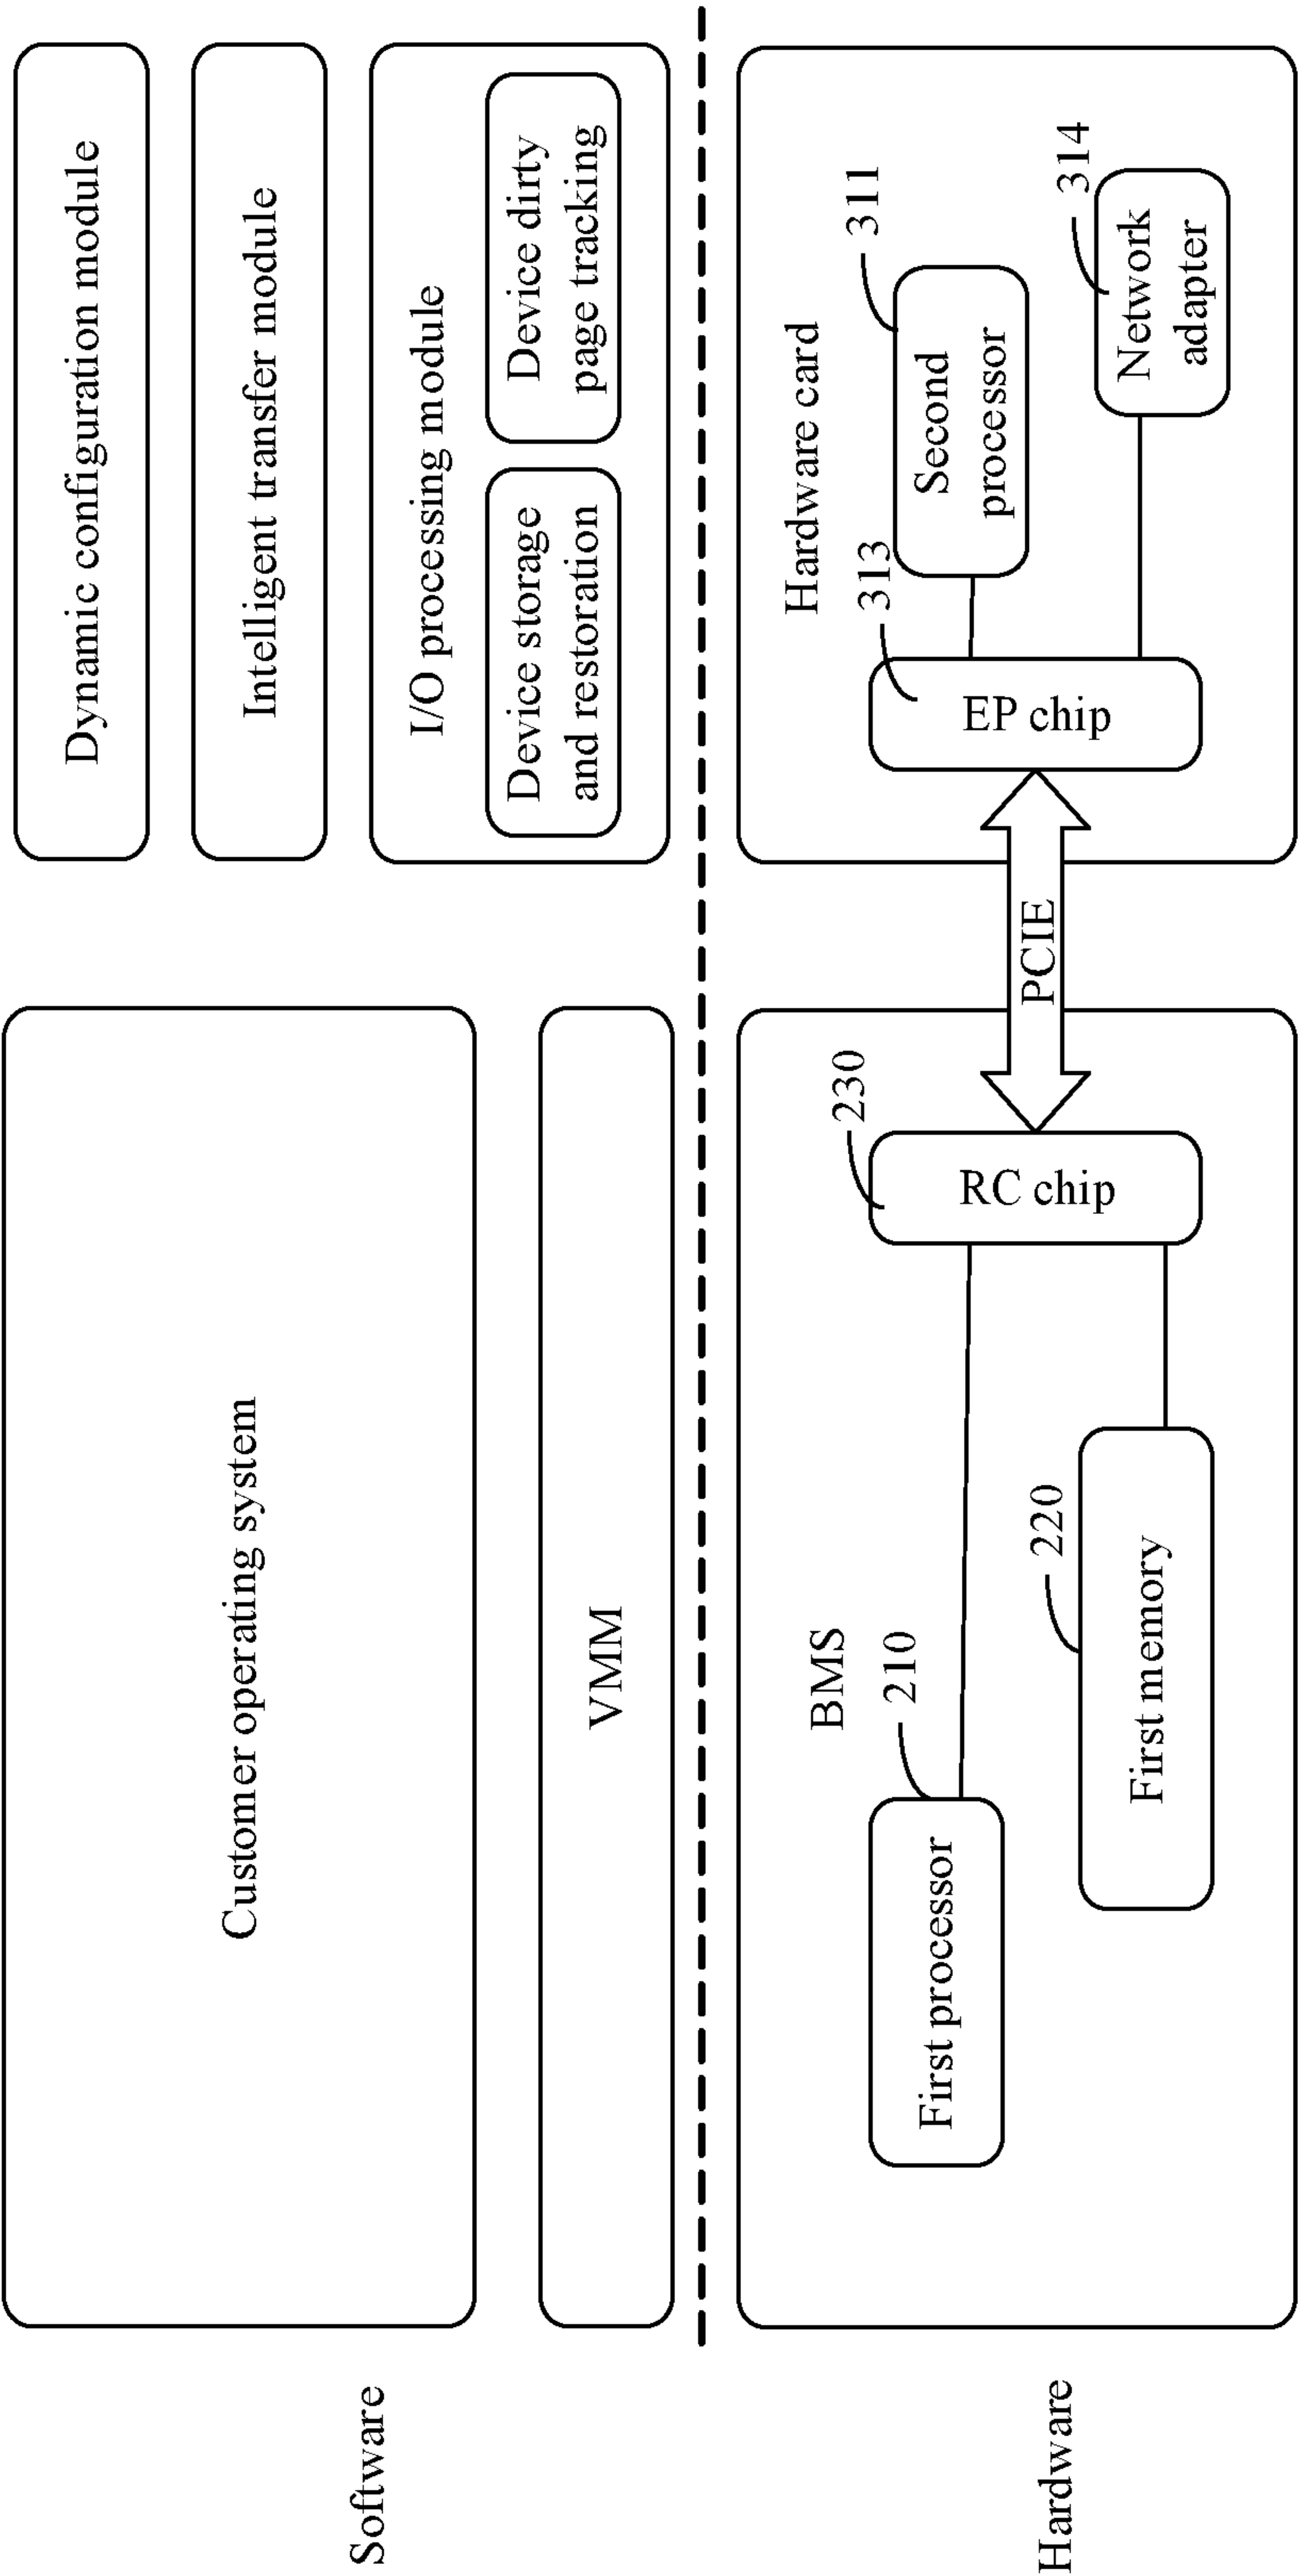 Software
Customer operating system
VMM
Dynamic configuration module
Intelligent transfer module
I/O processing module
Device storage
and restoration
Device dirty
page tracking
Hardware
BMS
210
First processor
220
First memory
230
RC chip
PCIE
Hardware card
313
EP chip
311
Second
processor
314
Network
adapter